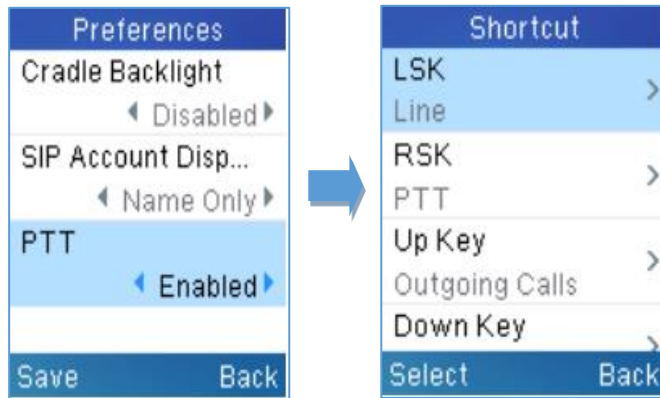 Preferences
Cradle Backlight
Disabled
SIP Account Disp...
Name Only
PTT
Enabled
Save Back
Shortcut
LSK
Line
RSK
PTT
Up Key
Outgoing Calls
Down Key
Select Back